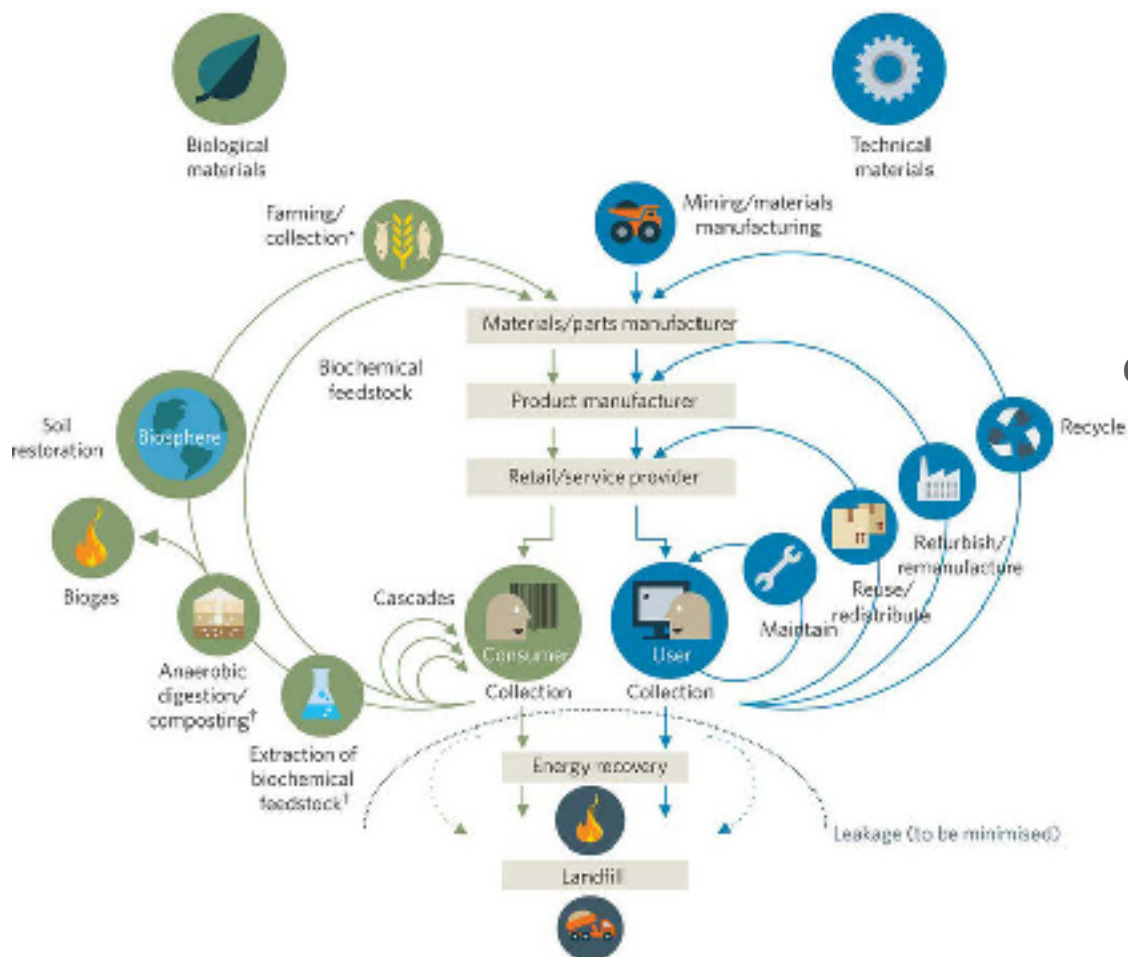 Biological
materials
Technical
materials
Farming/
collection*
Mining/materials
manufacturing
Materials/parts manufacturer
Biochemical
feedstock
Product manufacturer
Soil
restoration
Biosphere
Recycle
Retail/service provider
Biogas
Refurbish/
remanufacture
Reuse/
redistribute
Cascades
Maintain
Consumer
User
Anaerobic
digestion/
composting†
Collection
Collection
Extraction of
biochemical
feedstock†
Energy recovery
Leakage (to be minimised)
Landfill